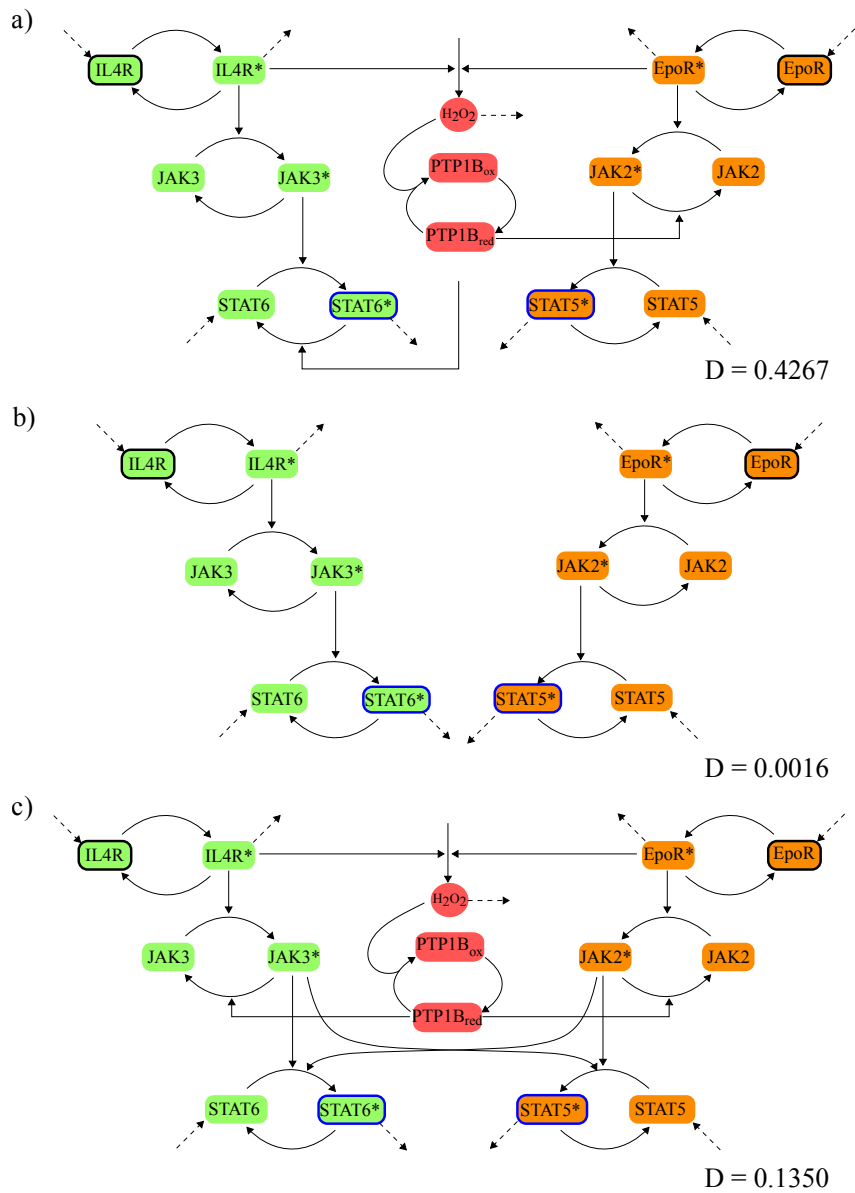 a)
IL4R IL4R* EpoR* EpoR
H₂O₂
JAK3 JAK3* PTP1Box JAK2* JAK2
PTP1Bred
STAT6 STAT6* STAT5* STAT5
D = 0.4267
b)
IL4R IL4R* EpoR* EpoR
JAK3 JAK3* JAK2* JAK2
STAT6 STAT6* STAT5* STAT5
D = 0.0016
c)
IL4R IL4R* EpoR* EpoR
H₂O₂
JAK3 JAK3* PTP1Box JAK2* JAK2
PTP1Bred
STAT6 STAT6* STAT5* STAT5
D = 0.1350